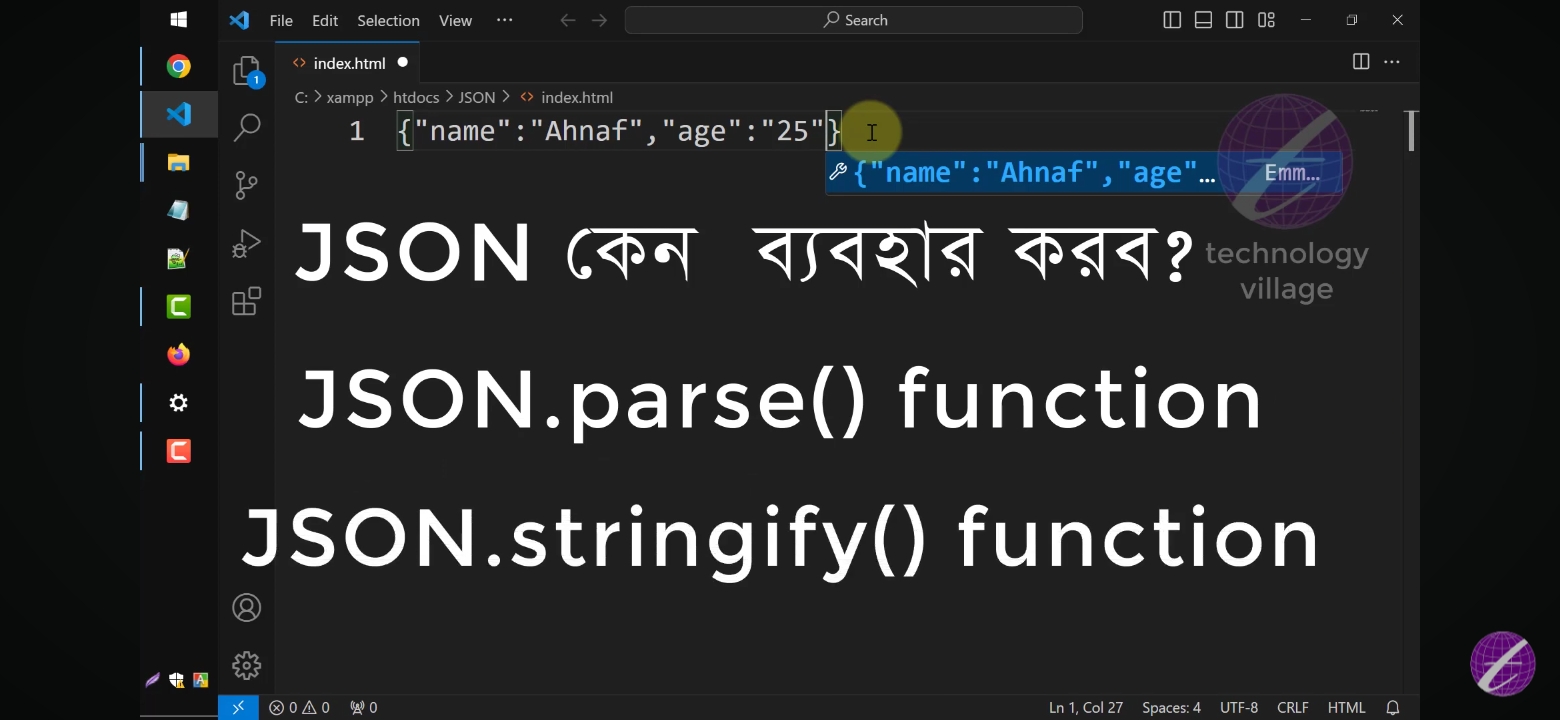 File Edit Selection View ... Search
index.html
C: > xampp > htdocs > JSON > index.html
1 {"name":"Ahnaf","age":"25"}
{"name":"Ahnaf","age"... Emm...
JSON কেন ব্যবহার করব?
technology
village
JSON.parse() function
JSON.stringify() function
0 0 0 Ln 1, Col 27 Spaces: 4 UTF-8 CRLF HTML